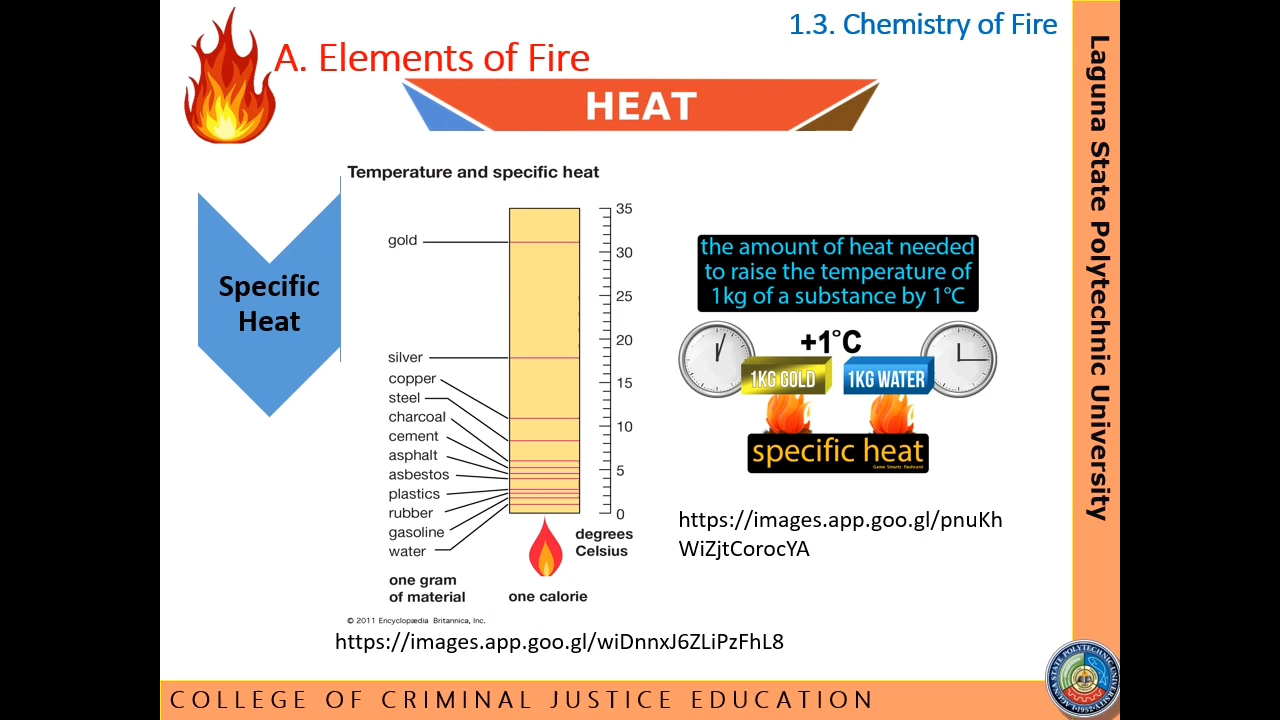 1.3. Chemistry of Fire
A. Elements of Fire
HEAT
Specific
Heat
Temperature and specific heat
35
gold
30
25
20
silver
copper
15
steel
charcoal
10
cement
asphalt
asbestos
5
plastics
rubber
0
gasoline
water
degrees
Celsius
one gram
of material
one calorie
© 2011 Encyclopædia Britannica, Inc.
https://images.app.goo.gl/wiDnnxJ6ZLiPzFhL8
the amount of heat needed
to raise the temperature of
1kg of a substance by 1°C
+1°C
1KG GOLD
1KG WATER
specific heat
Game Smartz flashcard
https://images.app.goo.gl/pnuKh
WiZjtCorocYA
Laguna State Polytechnic University
COLLEGE OF CRIMINAL JUSTICE EDUCATION